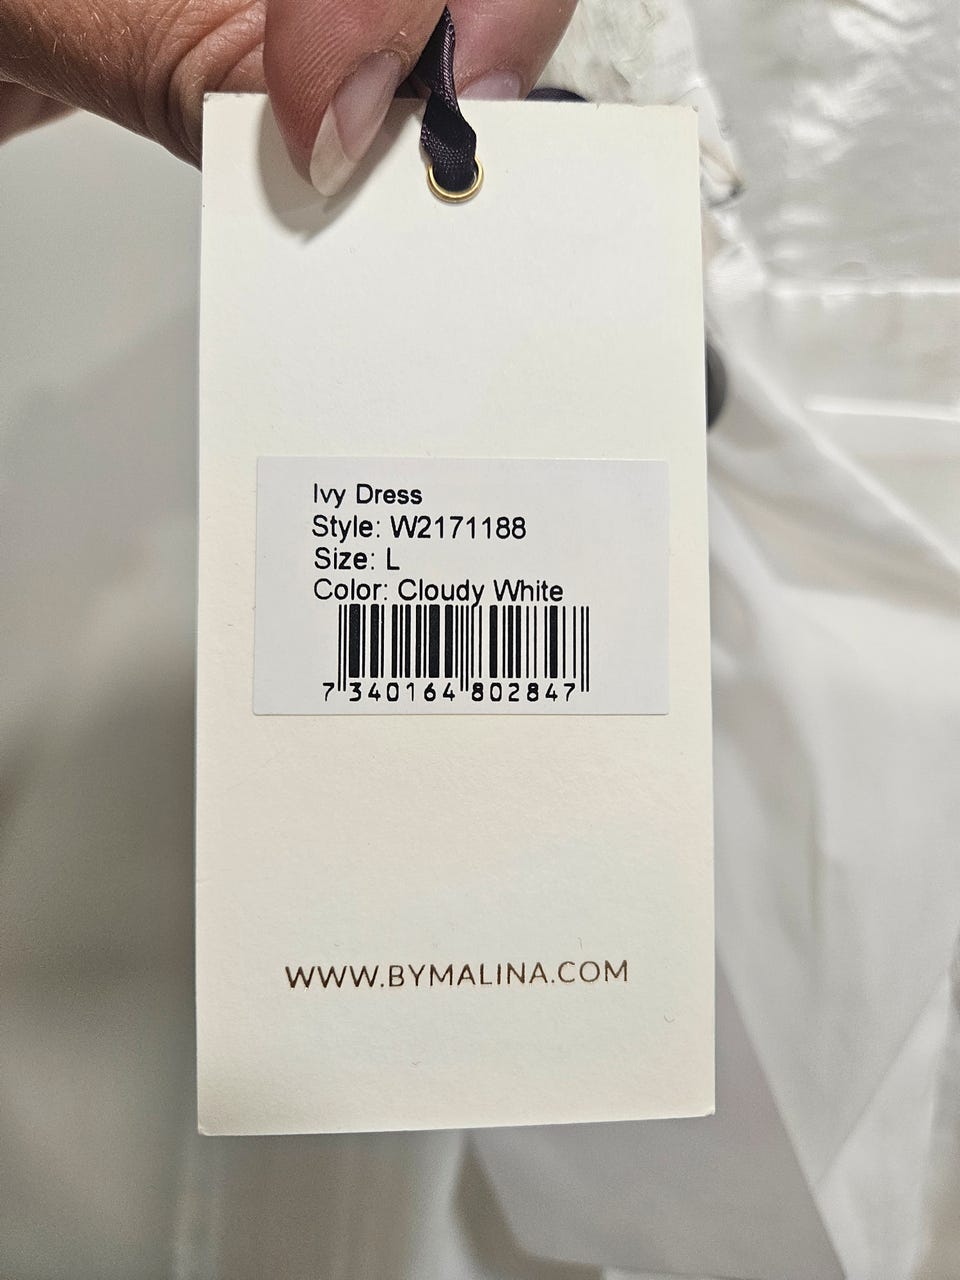 Ivy Dress
Style: W2171188
Size: L
Color: Cloudy White
7 340164 802847
WWW.BYMALINA.COM